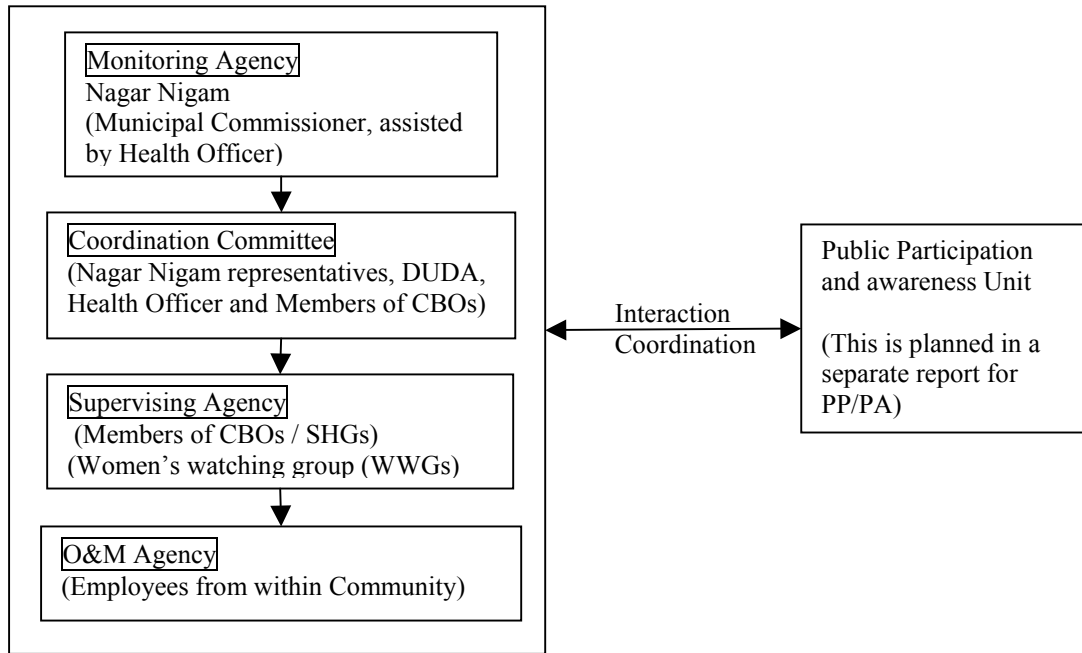 Monitoring Agency
Nagar Nigam
(Municipal Commissioner, assisted
by Health Officer)
Coordination Committee
(Nagar Nigam representatives, DUDA,
Health Officer and Members of CBOs)
Supervising Agency
(Members of CBOs / SHGs)
(Women’s watching group (WWGs)
O&M Agency
(Employees from within Community)
Interaction
Coordination
Public Participation
and awareness Unit
(This is planned in a
separate report for
PP/PA)